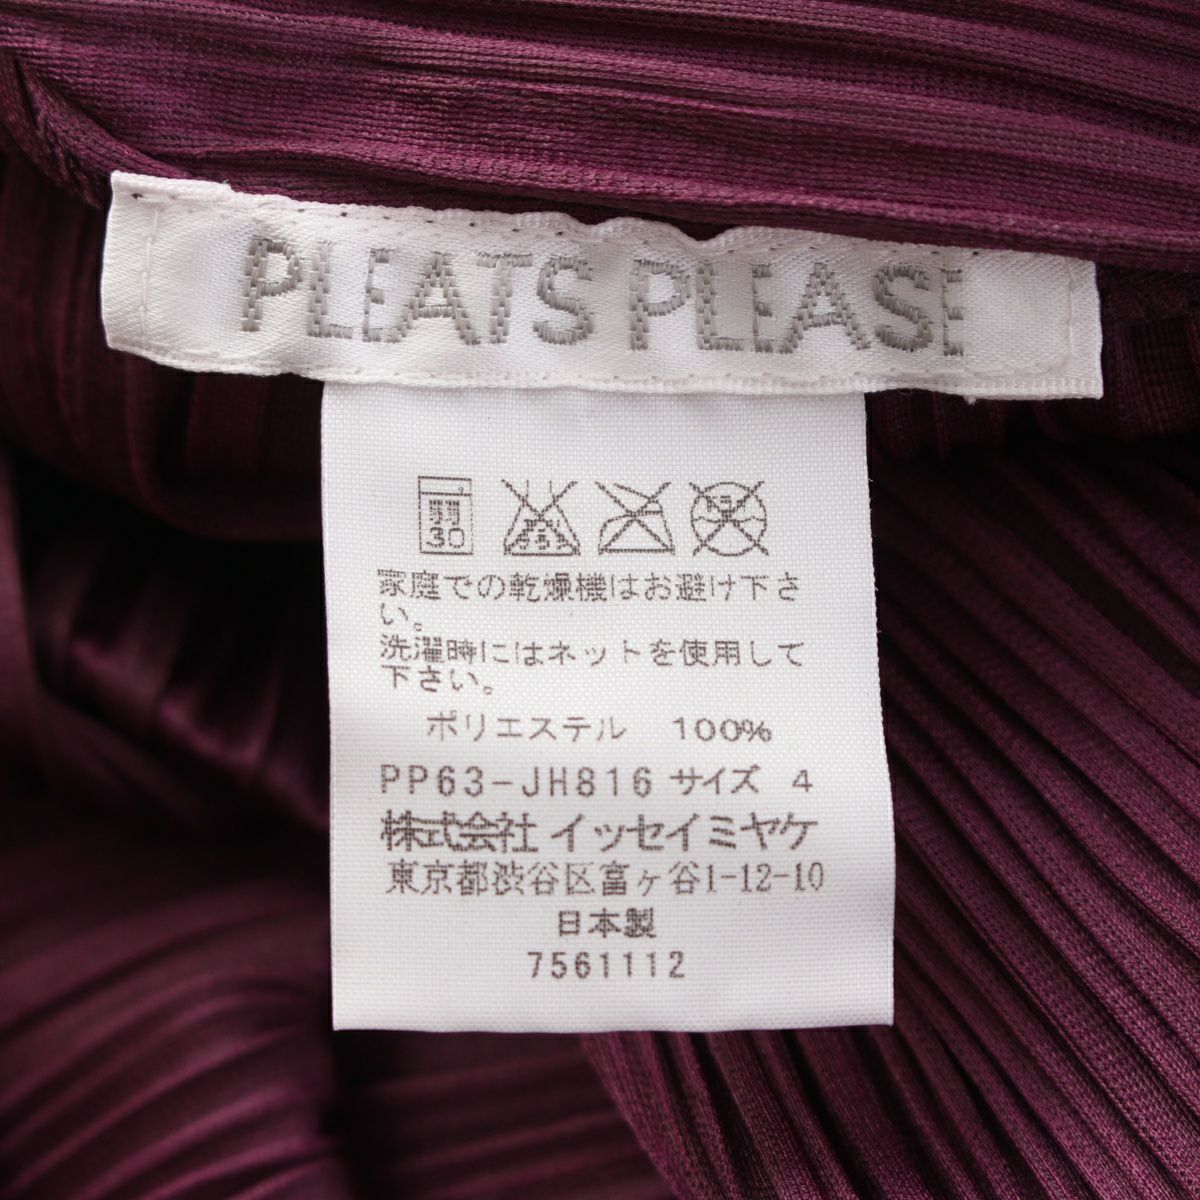 PLEATS PLEASE
弱
30
家庭での乾燥機はお避け下さ
い。
洗濯時にはネットを使用して
下さい。
ポリエステル 100%
PP63-JH816 サイズ 4
株式会社 イッセイミヤケ
東京都渋谷区富ヶ谷1-12-10
日本製
7561112